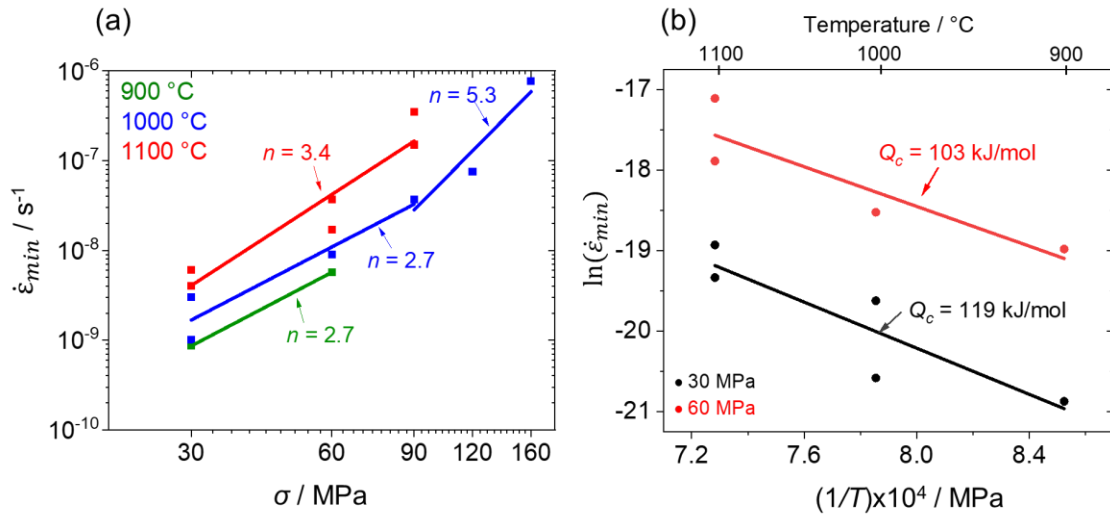 (a)
10⁻⁶
10⁻⁷
10⁻⁸
10⁻⁹
10⁻¹⁰
ε̇min / s⁻¹
900 °C
1000 °C
1100 °C
n = 3.4
n = 5.3
n = 2.7
n = 2.7
30
60
90
120
160
σ / MPa
(b)
Temperature / °C
1100
1000
900
-17
-18
-19
-20
-21
ln(ε̇min)
Qc = 103 kJ/mol
Qc = 119 kJ/mol
30 MPa
60 MPa
7.2
7.6
8.0
8.4
(1/T)x10⁴ / MPa